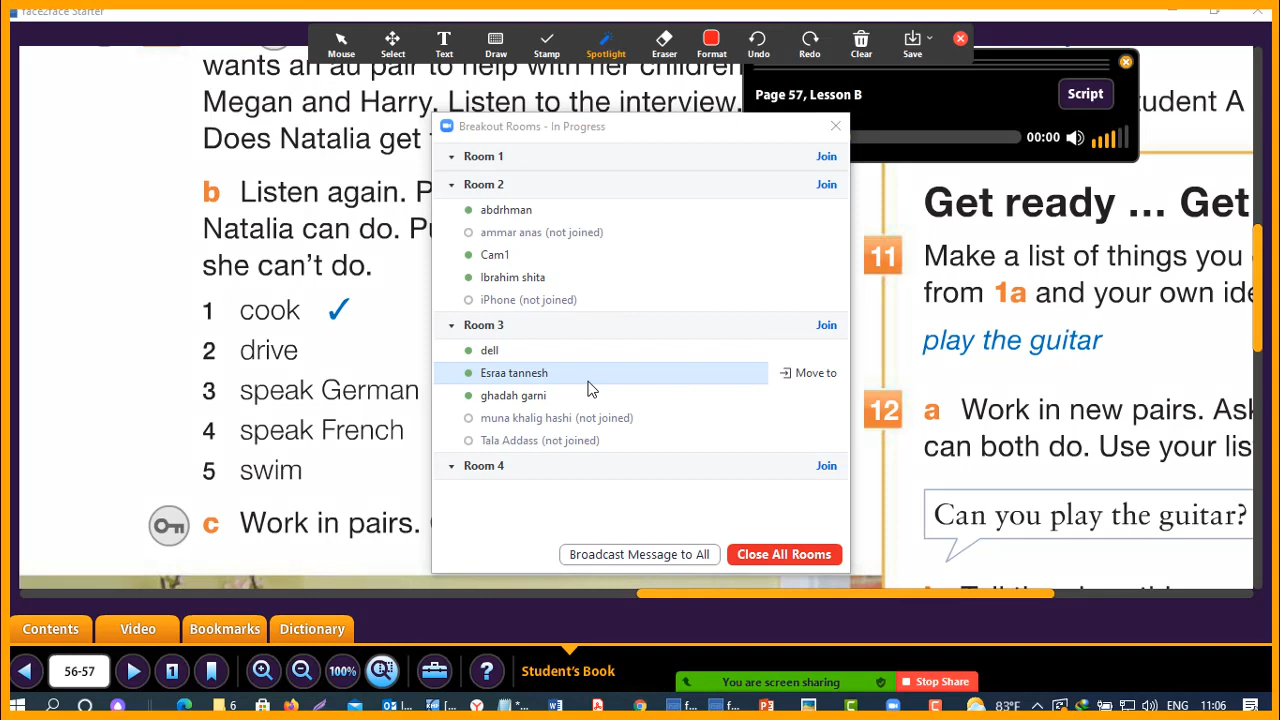 face2face Starter
Mouse
Select
Text
Draw
Stamp
Spotlight
Eraser
Format
Undo
Redo
Clear
Save
wants an au pair to help with her children
Megan and Harry. Listen to the interview.
Does Natalia get
b Listen again. P
Natalia can do. Pu
she can't do.
1 cook ✓
2 drive
3 speak German
4 speak French
5 swim
c Work in pairs.
Breakout Rooms - In Progress
Room 1 Join
Room 2 Join
abdrhman
ammar anas (not joined)
Cam1
Ibrahim shita
iPhone (not joined)
Room 3 Join
dell
Esraa tannesh Move to
ghadah garni
muna khalig hashi (not joined)
Tala Addass (not joined)
Room 4 Join
Broadcast Message to All
Close All Rooms
Page 57, Lesson B
Script
00:00
tudent A
Get ready … Get
11 Make a list of things you
from 1a and your own ide
play the guitar
12 a Work in new pairs. Ask
can both do. Use your lis
Can you play the guitar?
Contents
Video
Bookmarks
Dictionary
56-57
1
100%
?
Student's Book
You are screen sharing
Stop Share
6
83°F
ENG
11:06